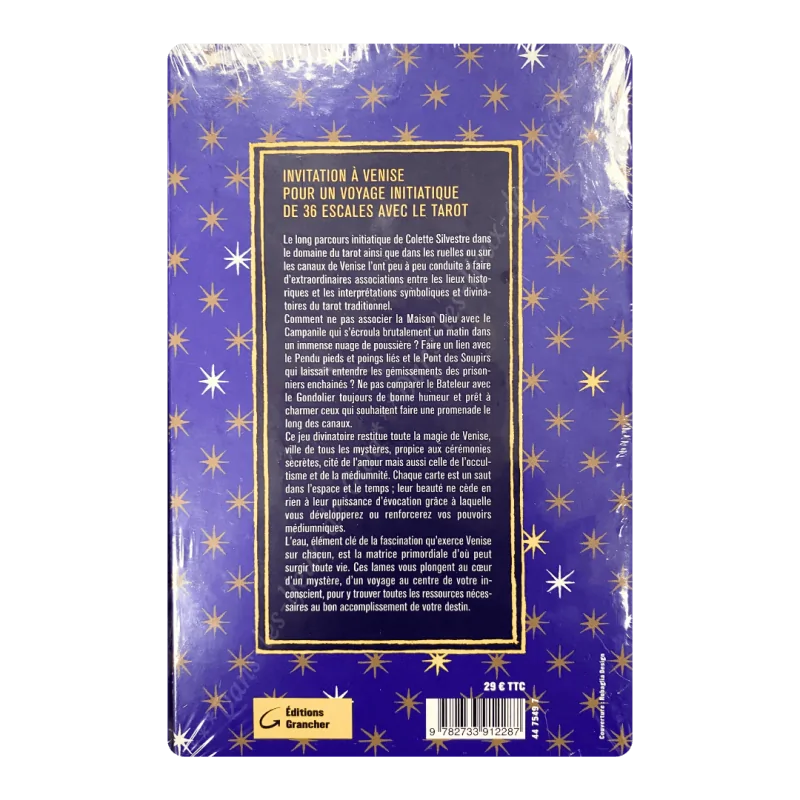 INVITATION À VENISE
POUR UN VOYAGE INITIATIQUE
DE 36 ESCALES AVEC LE TAROT
Le long parcours initiatique de Colette Silvestre dans
le domaine du tarot ainsi que dans les ruelles ou sur
les canaux de Venise l'ont peu à peu conduite à faire
d'extraordinaires associations entre les lieux histo-
riques et les interprétations symboliques et divina-
toires du tarot traditionnel.
Comment ne pas associer la Maison Dieu avec le
Campanile qui s'écroula brutalement un matin dans
un immense nuage de poussière ? Faire un lien avec
le Pendu pieds et poings liés et le Pont des Soupirs
qui laissait entendre les gémissements des prison-
niers enchainés ? Ne pas comparer le Bateleur avec
le Gondolier toujours de bonne humeur et prêt à
charmer ceux qui souhaitent faire une promenade le
long des canaux.
Ce jeu divinatoire restitue toute la magie de Venise,
ville de tous les mystères, propice aux cérémonies
secrètes, cité de l'amour mais aussi celle de l'occul-
tisme et de la médiumnité. Chaque carte est un saut
dans l'espace et le temps ; leur beauté ne cède en
rien à leur puissance d'évocation grâce à laquelle
vous développerez ou renforcerez vos pouvoirs
médiumniques.
L'eau, élément clé de la fascination qu'exerce Venise
sur chacun, est la matrice primordiale d'où peut
surgir toute vie. Ces lames vous plongent au cœur
d'un mystère, d'un voyage au centre de votre in-
conscient, pour y trouver toutes les ressources néces-
saires au bon accomplissement de votre destin.
Éditions
Grancher
29 € TTC
9 782733 912287
44 7549 7
Couverture : Rebaglia Design